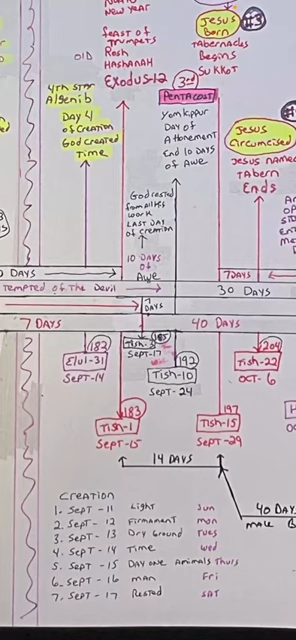 NEW YEAR
FEAST OF
TRUMPETS
Rosh
HASHANAH
EXODUS-12
OLD
4TH STAR
Algenib
DAY 4
OF CREATION
GOD CREATED
TIME
JESUS
Born
#3
TABERNACLES
Begins
SUKKOT
3rd
PENTACOST
Yom Kippur
DAY OF
Atonement
End 10 DAYS
OF AWE
JESUS
Circumcised
JESUS NAMED
TABERN
ENDS
GOD RESTED
FROM ALL HIS
WORK
LAST DAY
OF CREATION
10 DAYS
OF
AWE
DAYS
7 DAYS
TEMPTED OF THE DEVIL
7
DAYS
30 DAYS
7 DAYS
40 DAYS
182
Elul-31
SEPT-14
Tish-3
185
SEPT-17
192
Tish-10
SEPT-24
204
Tish-22
OCT-6
183
Tish-1
SEPT-15
197
Tish-15
SEPT-29
14 DAYS
40 DAYS
MALE
CREATION
1. SEPT - 11 Light Sun
2. SEPT - 12 Firmament mon
3. SEPT - 13 Dry Ground Tues
4. SEPT - 14 Time wed
5. SEPT - 15 DAY ONE Animals Thurs
6. SEPT - 16 man Fri
7. SEPT - 17 Rested SAT